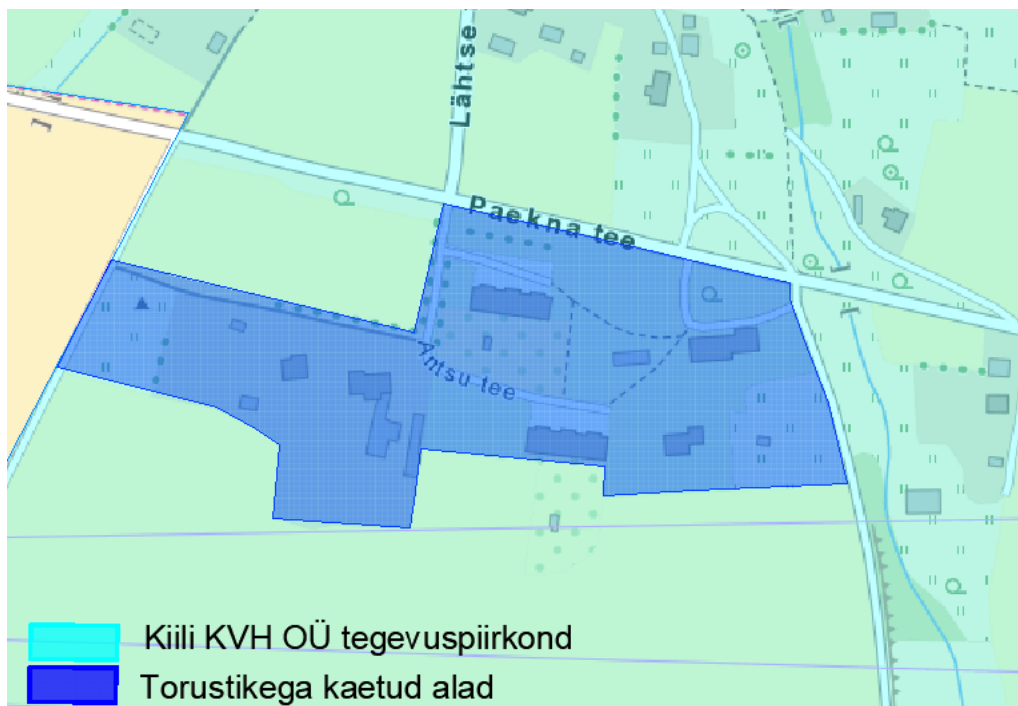 Lähtse
Paekna tee
Antsu tee
Kiili KVH OÜ tegevuspiirkond
Torustikega kaetud alad